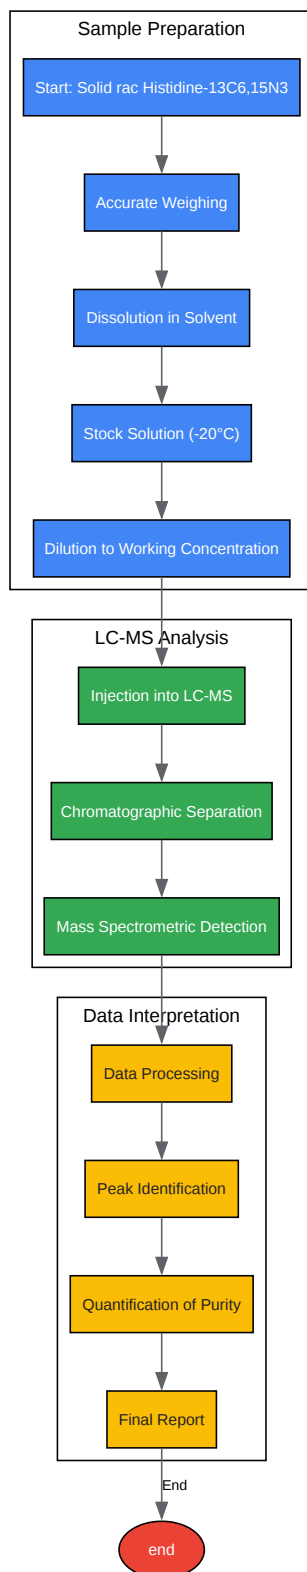 Sample Preparation
Start: Solid rac Histidine-13C6,15N3
Accurate Weighing
Dissolution in Solvent
Stock Solution (-20°C)
Dilution to Working Concentration
LC-MS Analysis
Injection into LC-MS
Chromatographic Separation
Mass Spectrometric Detection
Data Interpretation
Data Processing
Peak Identification
Quantification of Purity
Final Report
End
end